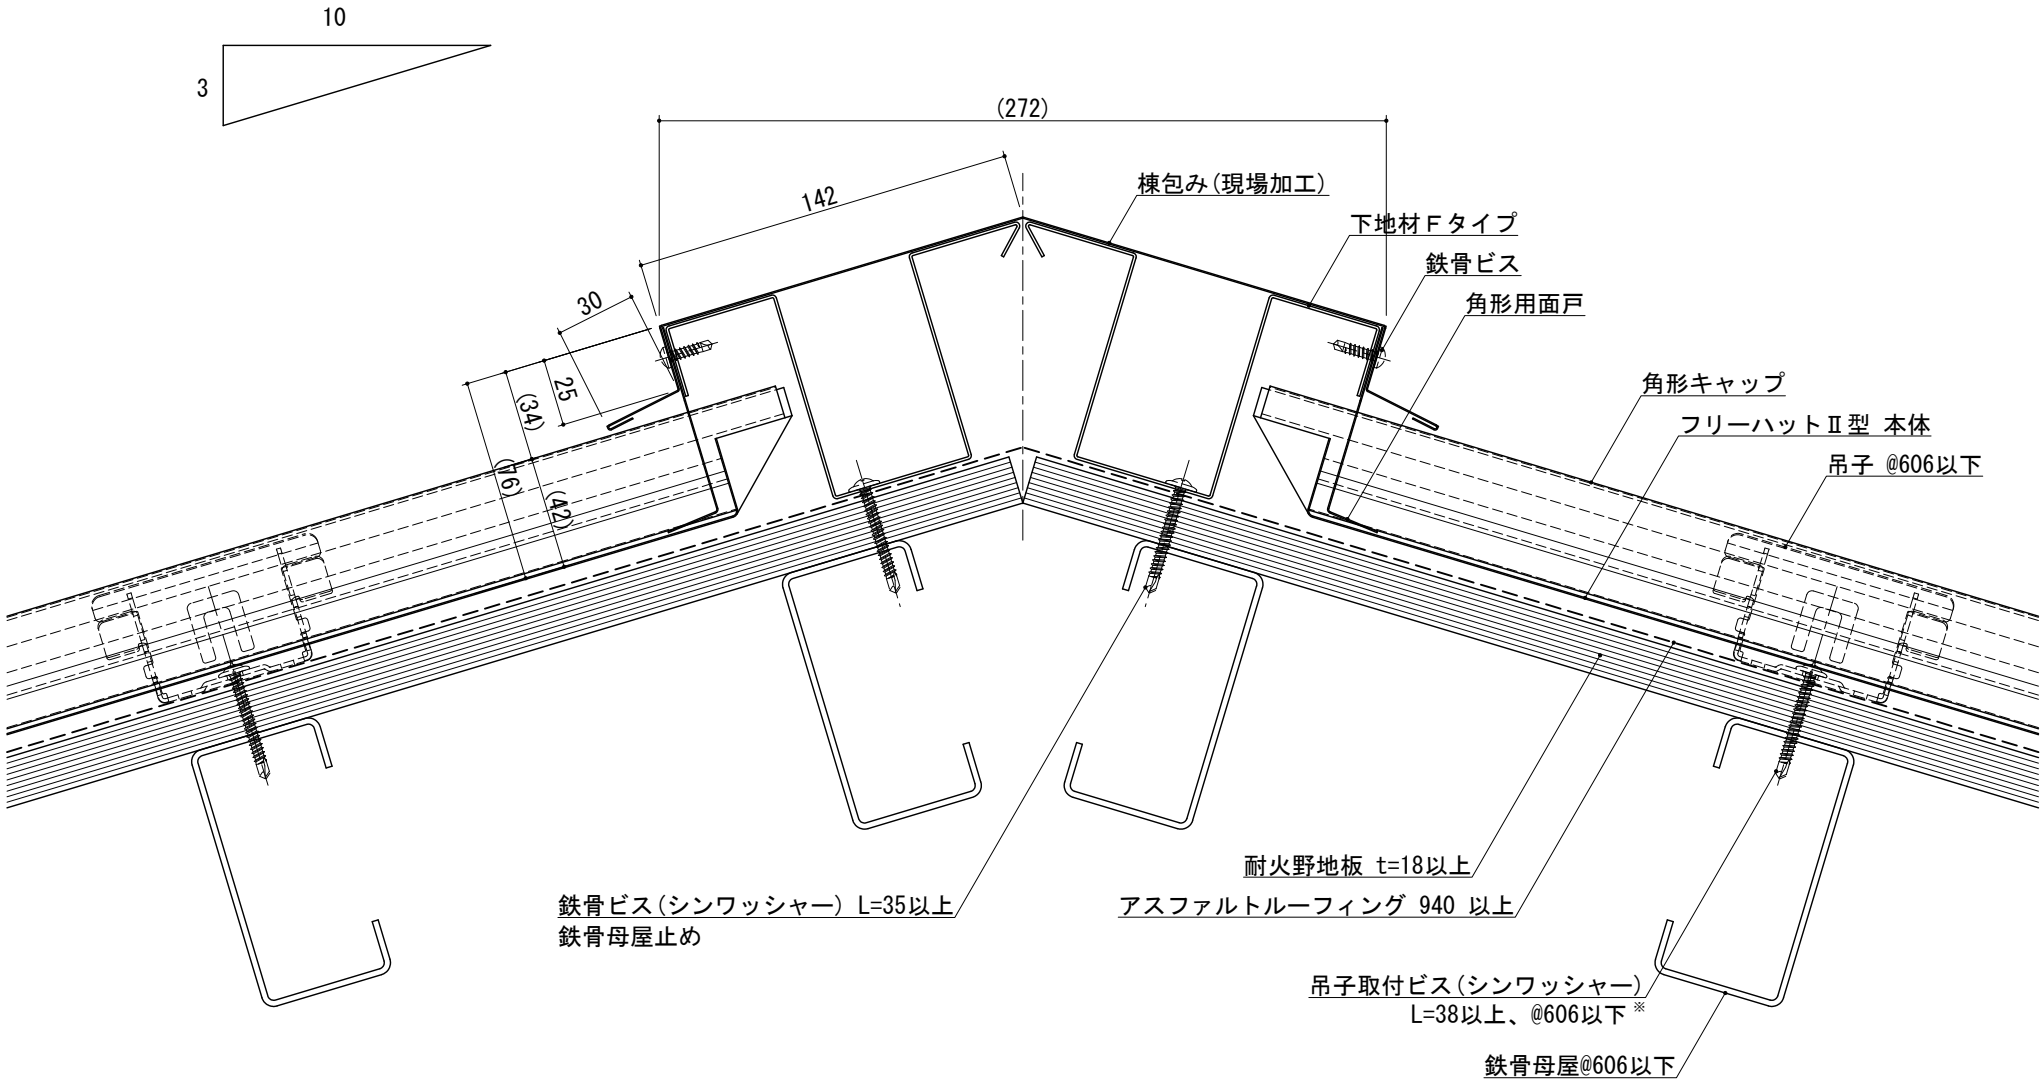 10
3
(272)
142
棟包み(現場加工)
下地材Fタイプ
鉄骨ビス
角形用面戸
30
25
(34)
(76)
(42)
角形キャップ
フリーハットⅡ型 本体
吊子 @606以下
耐火野地板 t=18以上
鉄骨ビス(シンワッシャー) L=35以上
鉄骨母屋止め
アスファルトルーフィング 940 以上
吊子取付ビス(シンワッシャー)
L=38以上、@606以下※
鉄骨母屋@606以下